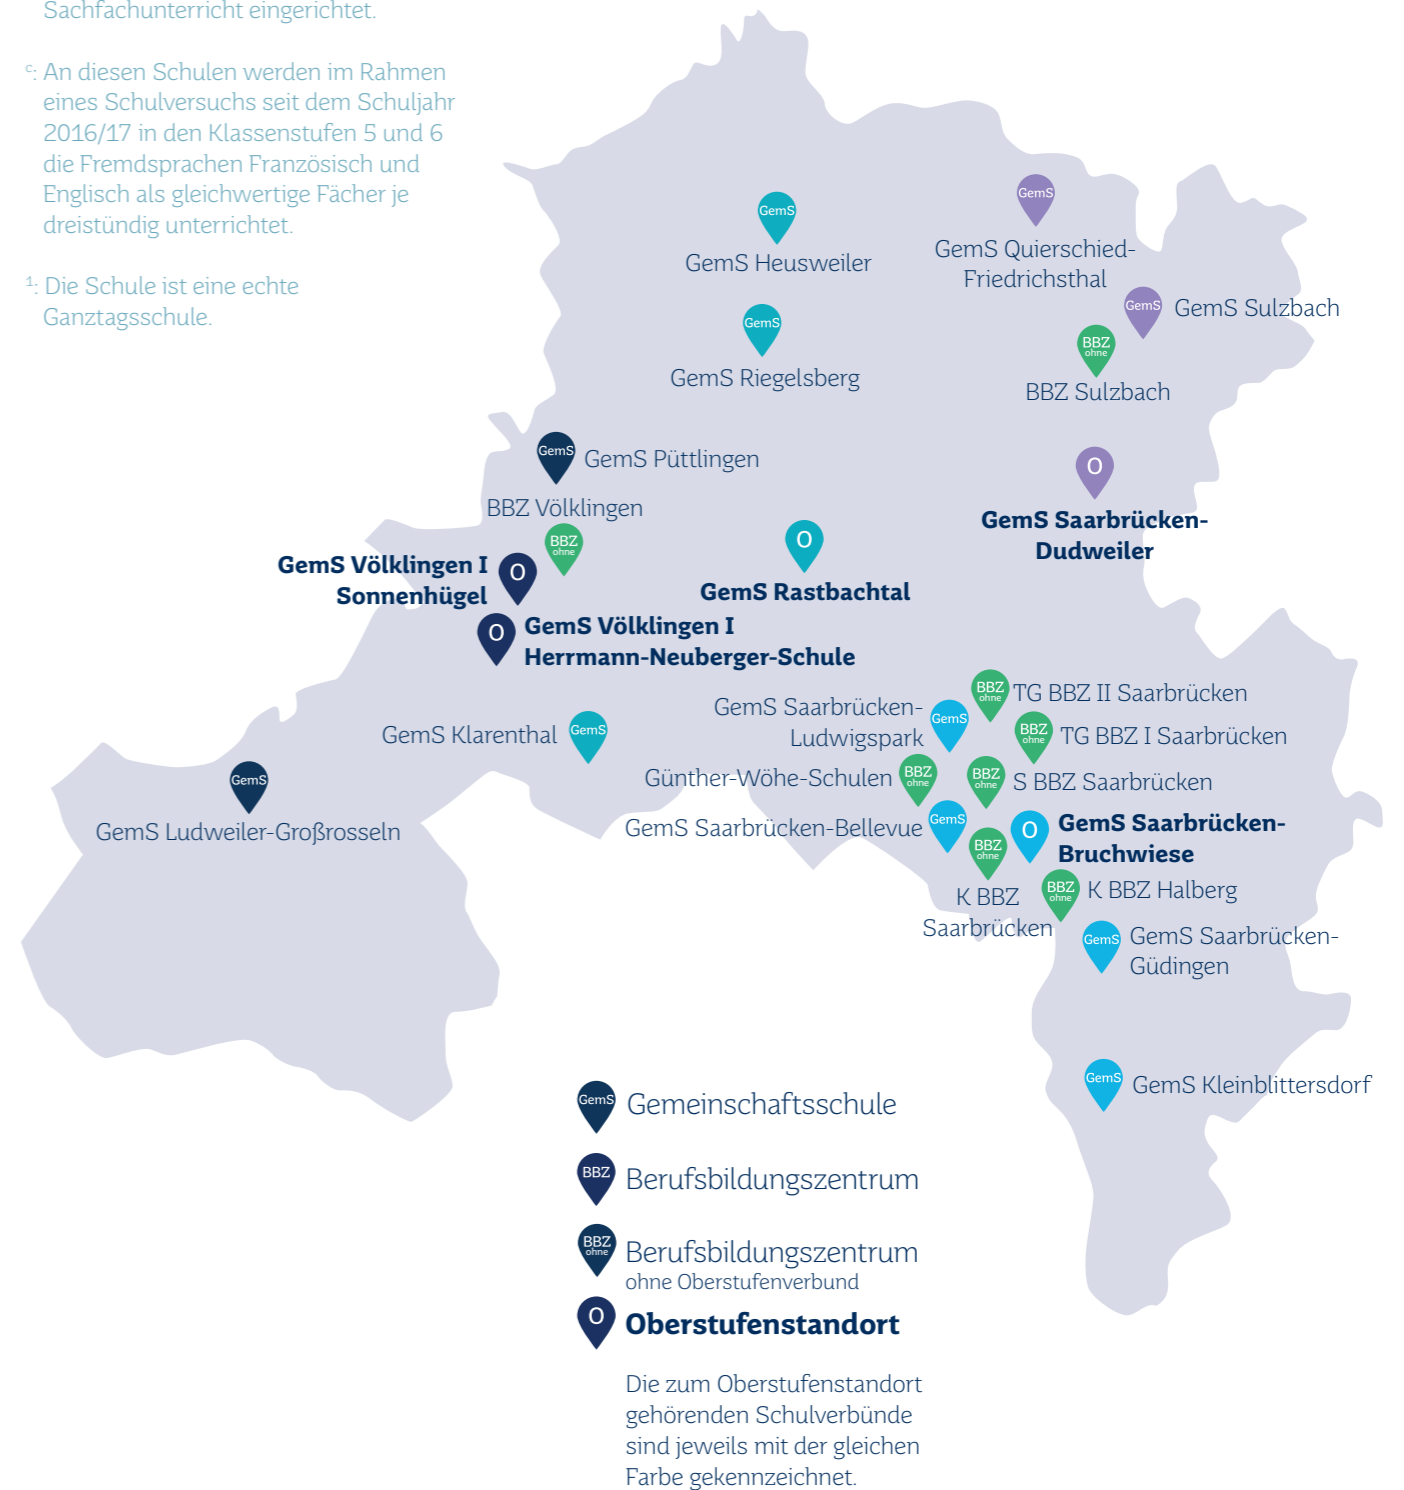 Sachfachunterricht eingerichtet.
c: An diesen Schulen werden im Rahmen
eines Schulversuchs seit dem Schuljahr
2016/17 in den Klassenstufen 5 und 6
die Fremdsprachen Französisch und
Englisch als gleichwertige Fächer je
dreistündig unterrichtet.
1: Die Schule ist eine echte
Ganztagsschule.
GemS
GemS Heusweiler
GemS
GemS Quierschied-
Friedrichsthal
GemS
GemS Sulzbach
GemS
GemS Riegelsberg
BBZ
ohne
BBZ Sulzbach
GemS
GemS Püttlingen
O
GemS Saarbrücken-
Dudweiler
BBZ Völklingen
BBZ
ohne
GemS Völklingen I
Sonnenhügel
O
O
GemS Rastbachtal
O
GemS Völklingen I
Herrmann-Neuberger-Schule
GemS Klarenthal
GemS
GemS
GemS Ludweiler-Großrosseln
BBZ
ohne
TG BBZ II Saarbrücken
GemS Saarbrücken-
Ludwigspark
GemS
BBZ
ohne
TG BBZ I Saarbrücken
Günther-Wöhe-Schulen
BBZ
ohne
BBZ
ohne
S BBZ Saarbrücken
GemS Saarbrücken-Bellevue
GemS
O
GemS Saarbrücken-
Bruchwiese
BBZ
ohne
K BBZ
Saarbrücken
BBZ
ohne
K BBZ Halberg
GemS
GemS Saarbrücken-
Güdingen
GemS
GemS Kleinblittersdorf
GemS
Gemeinschaftsschule
BBZ
Berufsbildungszentrum
BBZ
ohne
Berufsbildungszentrum
ohne Oberstufenverbund
O
Oberstufenstandort
Die zum Oberstufenstandort
gehörenden Schulverbünde
sind jeweils mit der gleichen
Farbe gekennzeichnet.